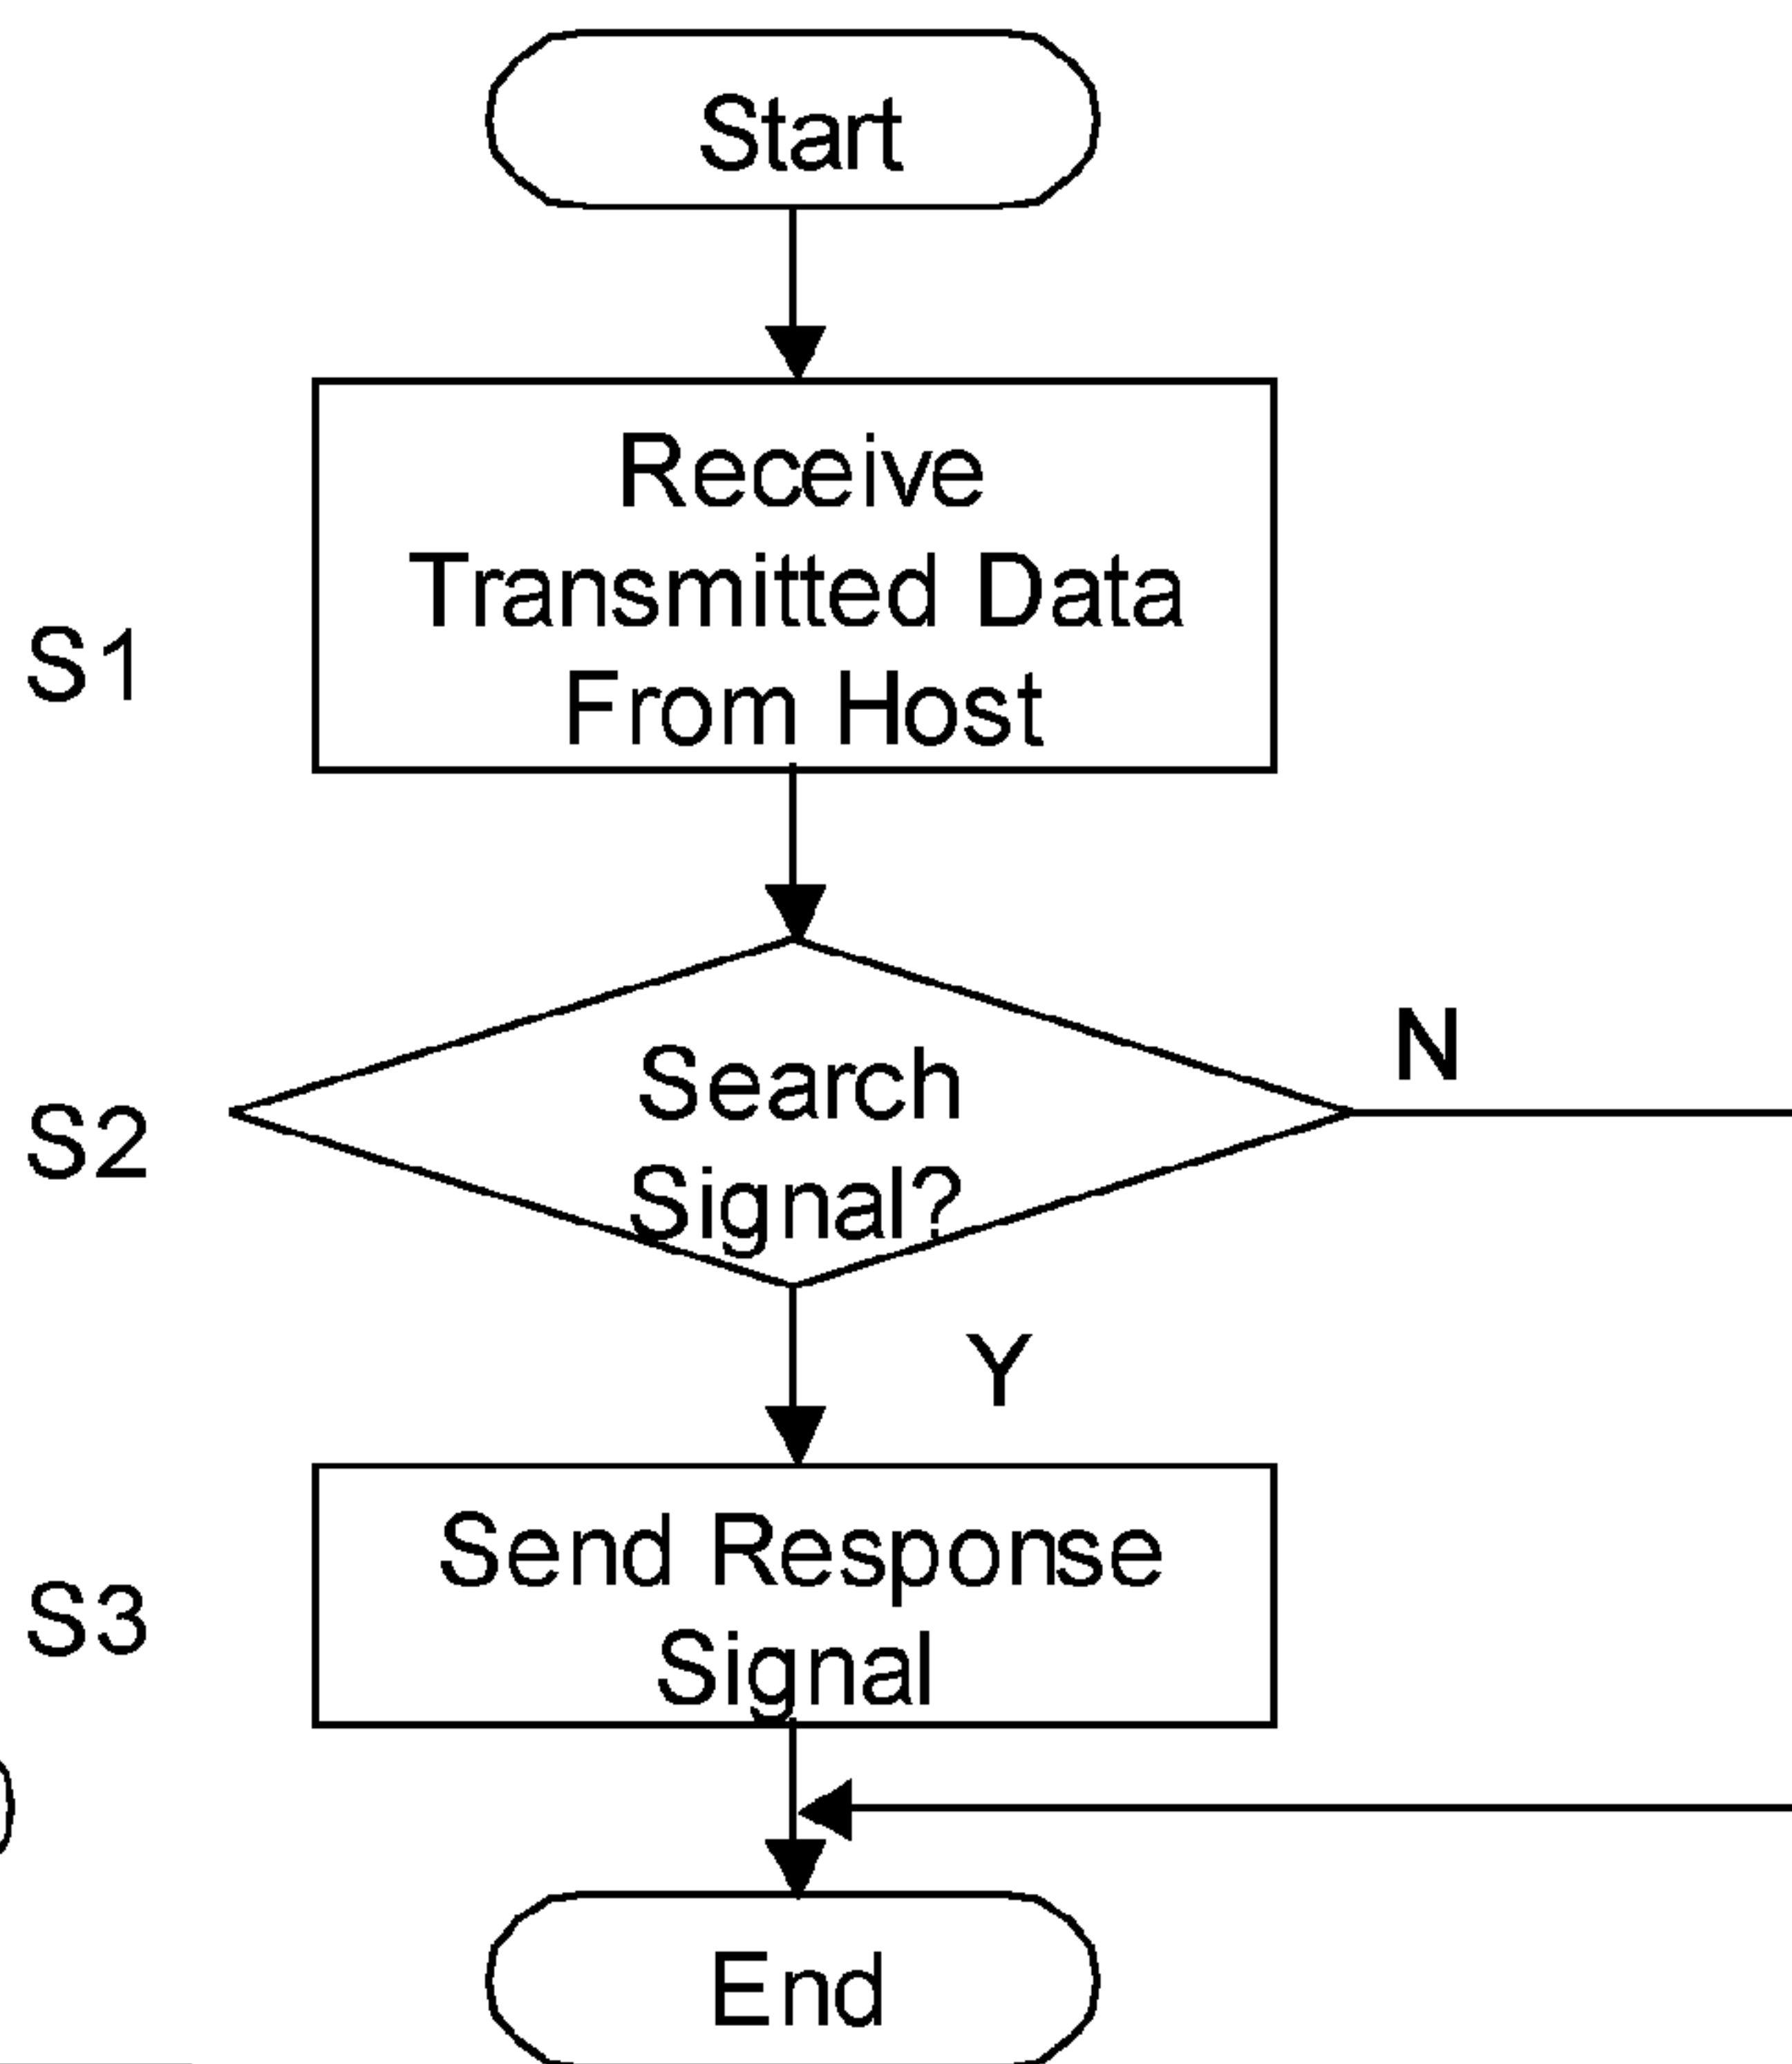 Start
Receive
Transmitted Data
From Host
S1
Search
Signal?
N
S2
Y
Send Response
Signal
S3
End